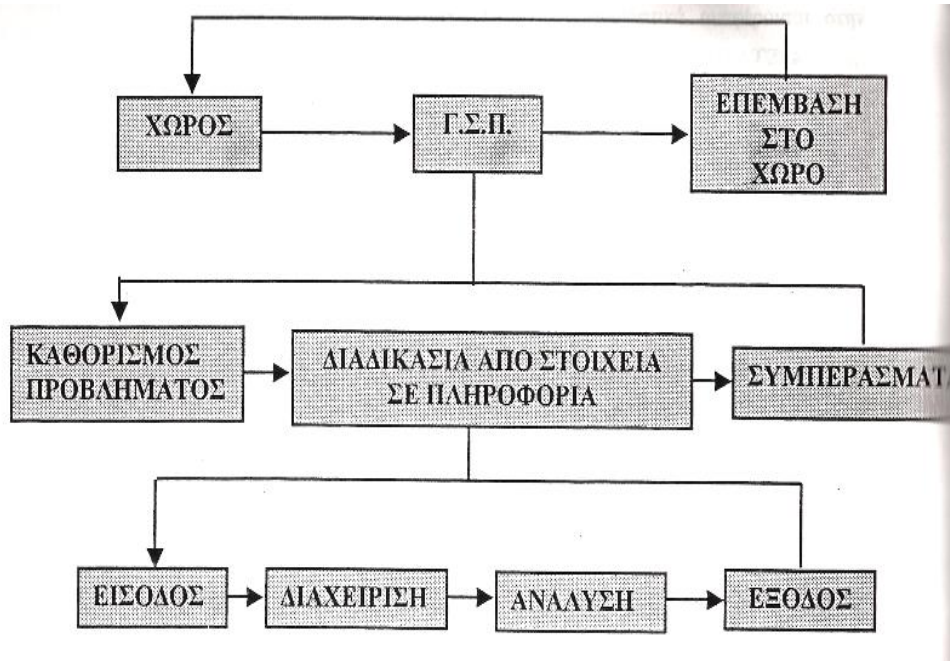 ΧΩΡΟΣ
Γ.Σ.Π.
ΕΠΕΜΒΑΣΗ
ΣΤΟ
ΧΩΡΟ
ΚΑΘΟΡΙΣΜΟΣ
ΠΡΟΒΛΗΜΑΤΟΣ
ΔΙΑΔΙΚΑΣΙΑ ΑΠΟ ΣΤΟΙΧΕΙΑ
ΣΕ ΠΛΗΡΟΦΟΡΙΑ
ΣΥΜΠΕΡΑΣΜΑΤ
ΕΙΣΟΔΟΣ
ΔΙΑΧΕΙΡΙΣΗ
ΑΝΑΛΥΣΗ
ΕΞΟΔΟΣ